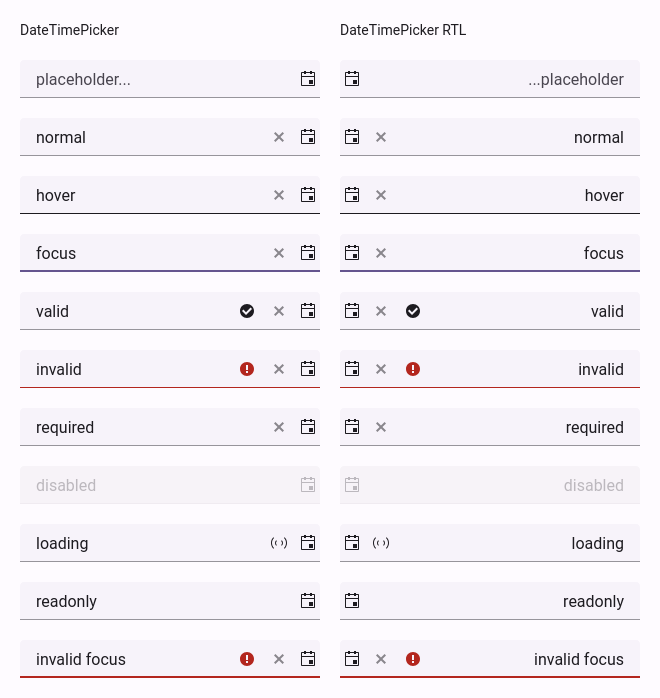 DateTimePicker
DateTimePicker RTL
placeholder...
...placeholder
normal
normal
hover
hover
focus
focus
valid
valid
invalid
invalid
required
required
disabled
disabled
loading
loading
readonly
readonly
invalid focus
invalid focus